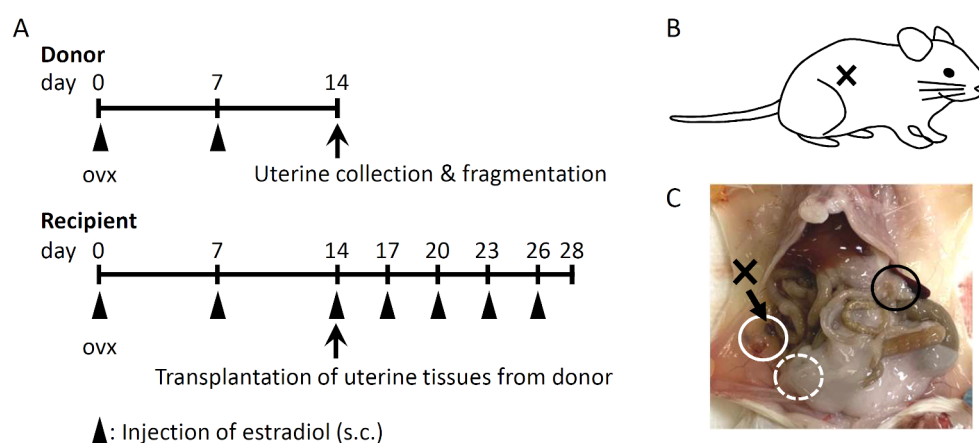 A
Donor
day 0 7 14
ovx
Uterine collection & fragmentation
Recipient
day 0 7 14 17 20 23 26 28
ovx
Transplantation of uterine tissues from donor
▲: Injection of estradiol (s.c.)
B
C